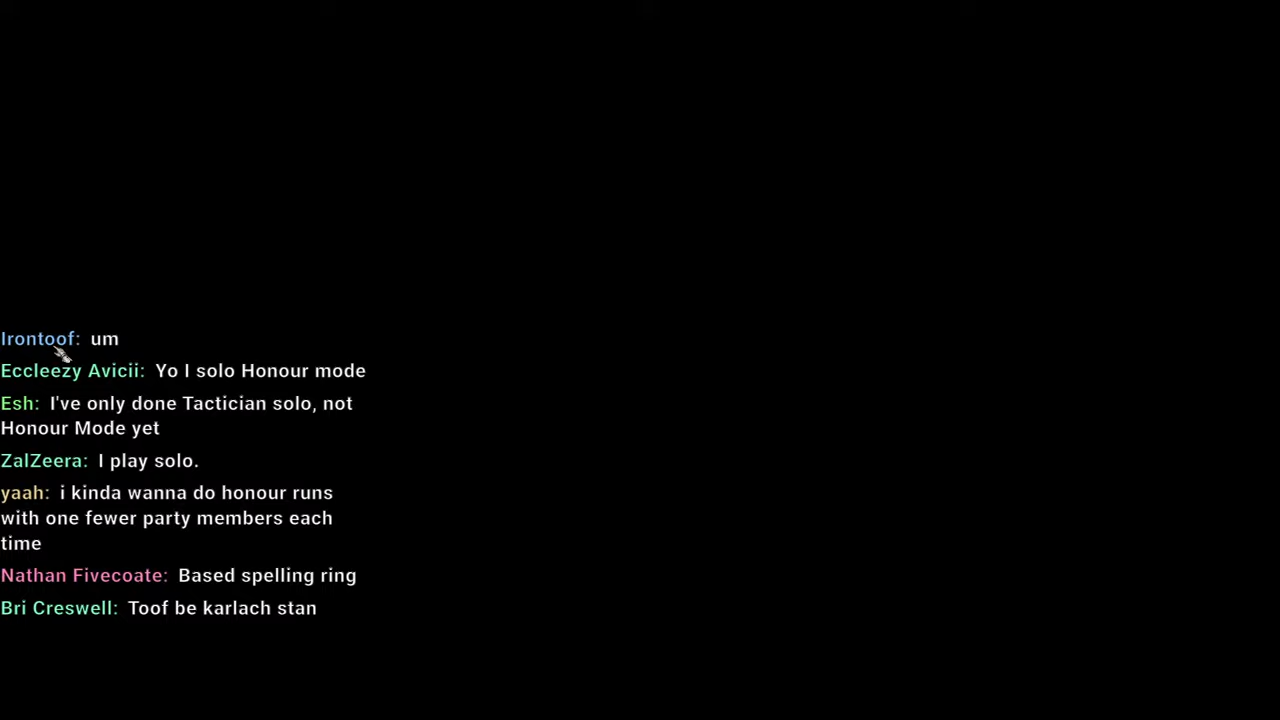 Irontoof: um
Eccleezy Avicii: Yo I solo Honour mode
Esh: I've only done Tactician solo, not
Honour Mode yet
ZalZeera: I play solo.
yaah: i kinda wanna do honour runs
with one fewer party members each
time
Nathan Fivecoate: Based spelling ring
Bri Creswell: Toof be karlach stan